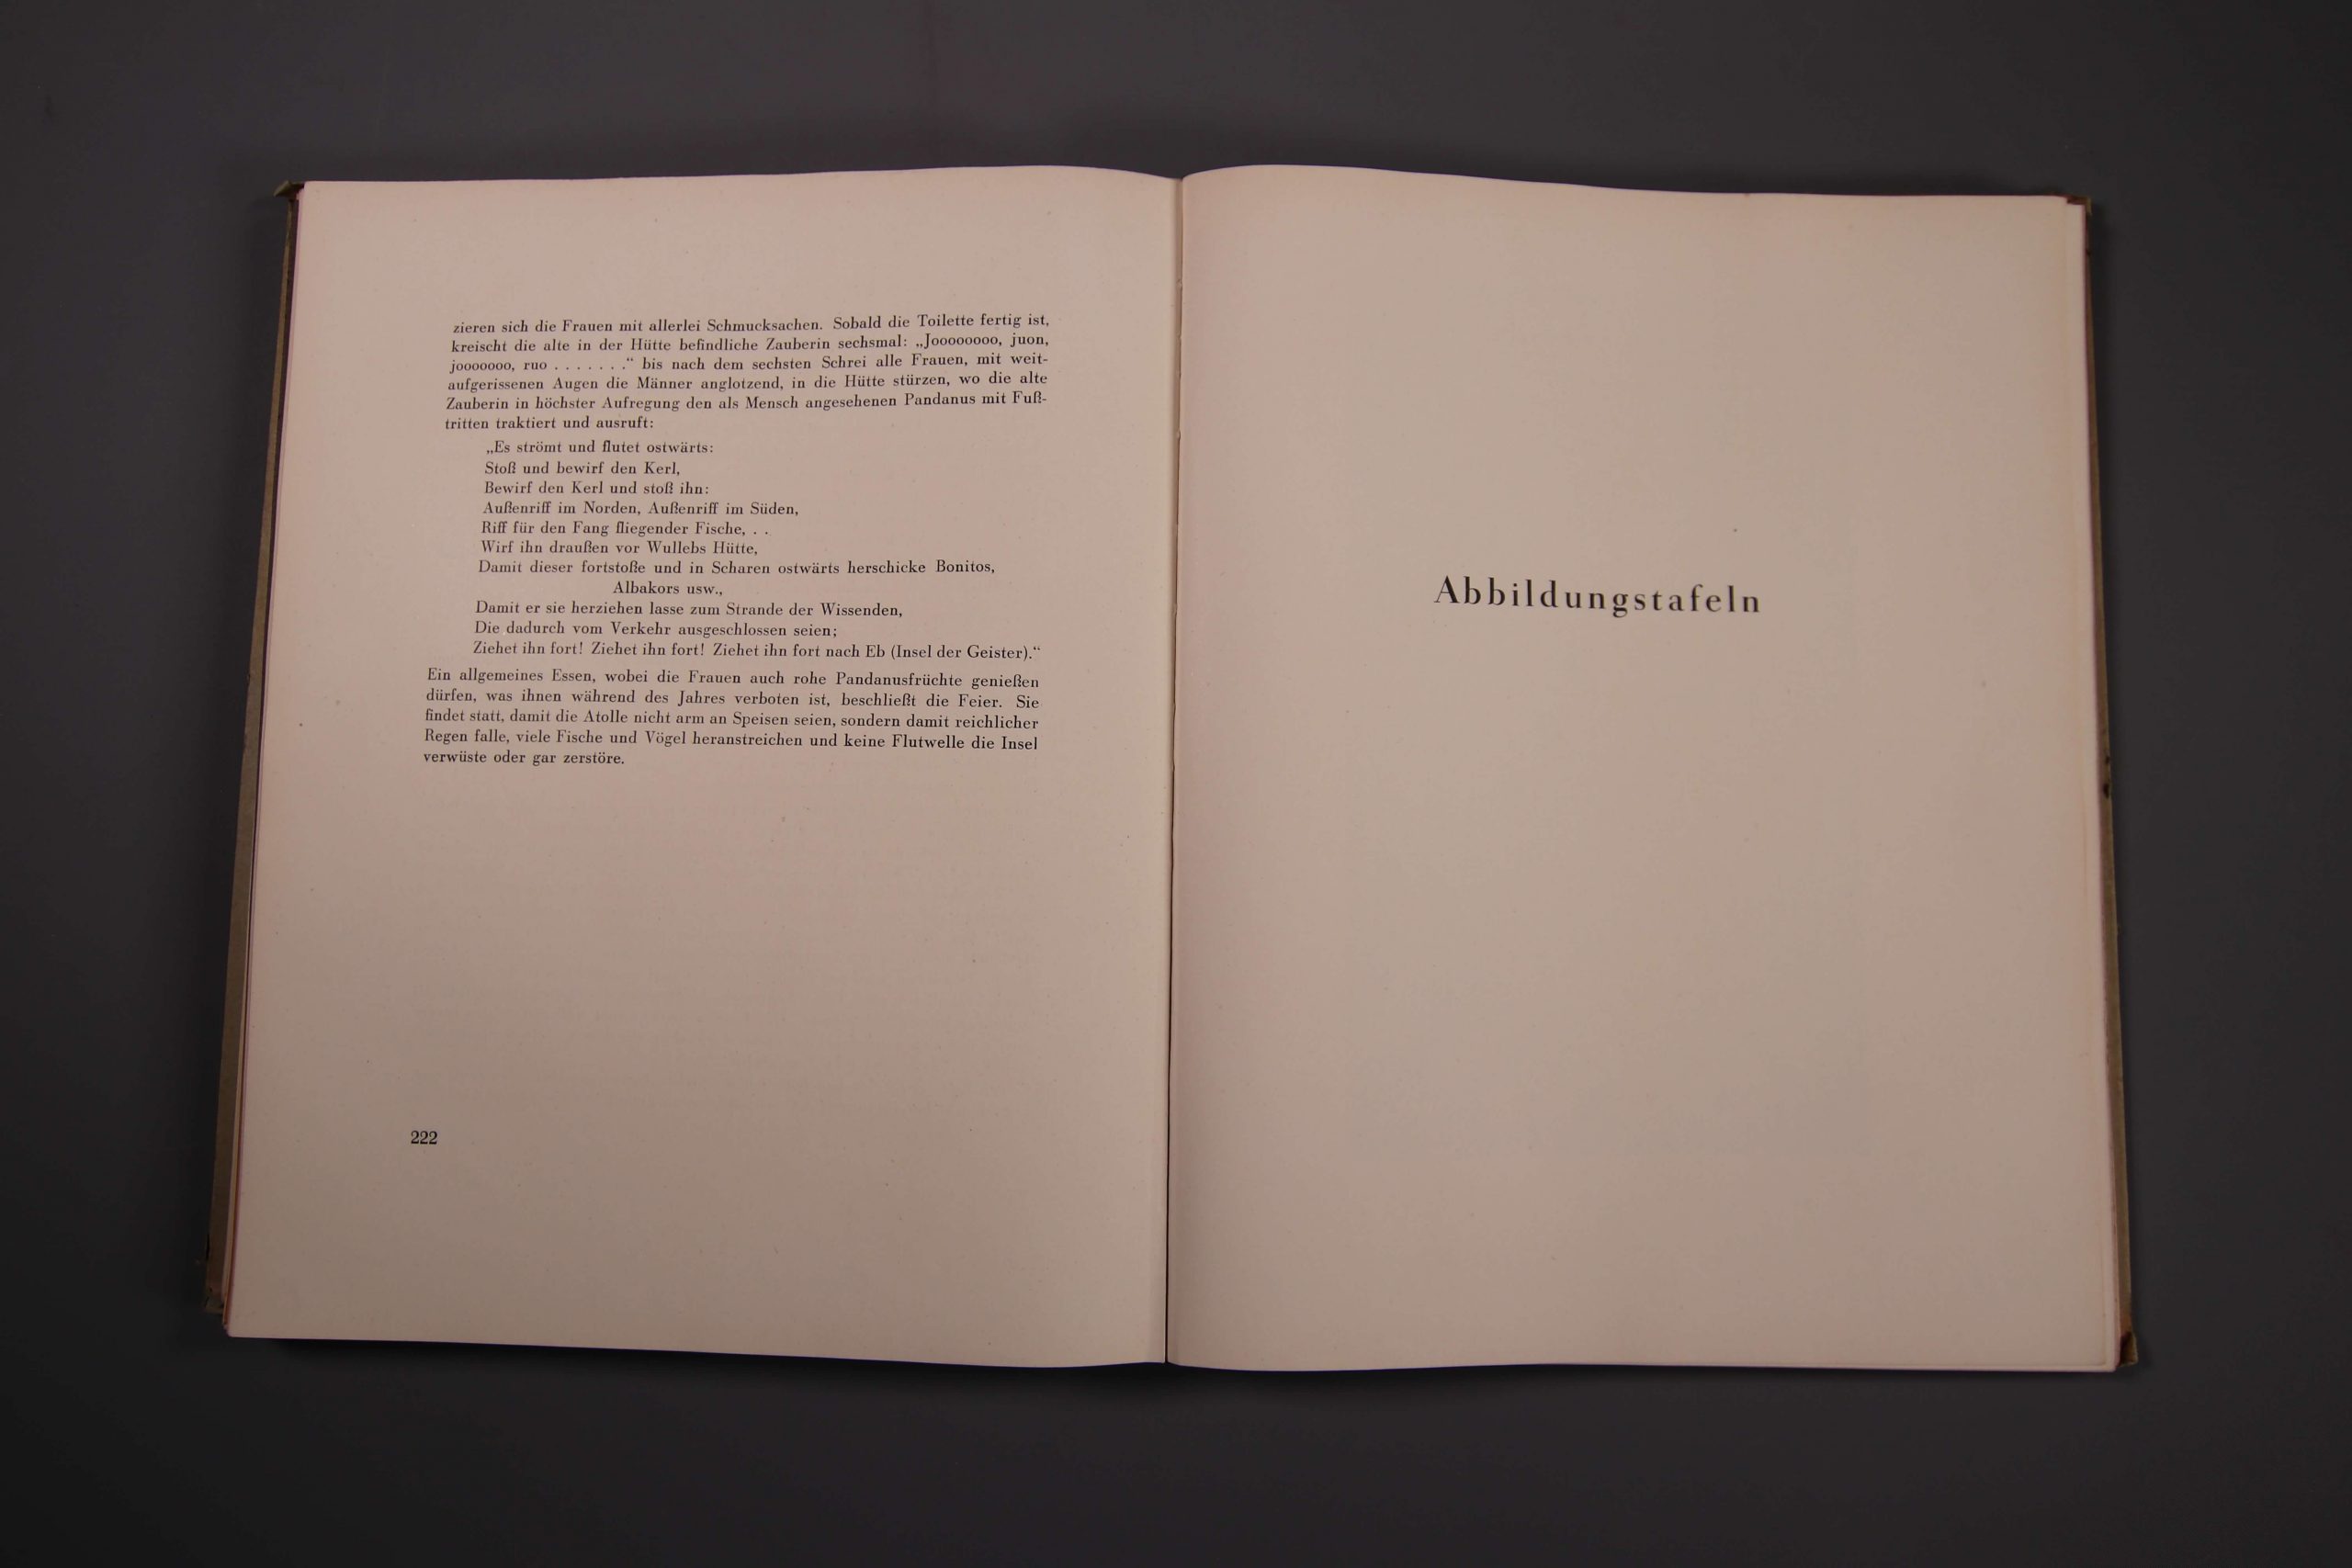 zieren sich die Frauen mit allerlei Schmucksachen. Sobald die Toilette fertig ist,
kreischt die alte in der Hütte befindliche Zauberin sechsmal: „Joooooooo, juon,
jooooooo, ruo . . . . . . .“ bis nach dem sechsten Schrei alle Frauen, mit weit-
aufgerissenen Augen die Männer anglotzend, in die Hütte stürzen, wo die alte
Zauberin in höchster Aufregung den als Mensch angesehenen Pandanus mit Fuß-
tritten traktiert und ausruft:
„Es strömt und flutet ostwärts:
Stoß und bewirf den Kerl,
Bewirf den Kerl und stoß ihn:
Außenriff im Norden, Außenriff im Süden,
Riff für den Fang fliegender Fische, . .
Wirf ihn draußen vor Wullebs Hütte,
Damit dieser fortstoße und in Scharen ostwärts herschicke Bonitos,
Albakors usw.,
Damit er sie herziehen lasse zum Strande der Wissenden,
Die dadurch vom Verkehr ausgeschlossen seien;
Ziehet ihn fort! Ziehet ihn fort! Ziehet ihn fort nach Eb (Insel der Geister).“
Ein allgemeines Essen, wobei die Frauen auch rohe Pandanusfrüchte genießen
dürfen, was ihnen während des Jahres verboten ist, beschließt die Feier. Sie
findet statt, damit die Atolle nicht arm an Speisen seien, sondern damit reichlicher
Regen falle, viele Fische und Vögel heranstreichen und keine Flutwelle die Insel
verwüste oder gar zerstöre.
222
Abbildungstafeln